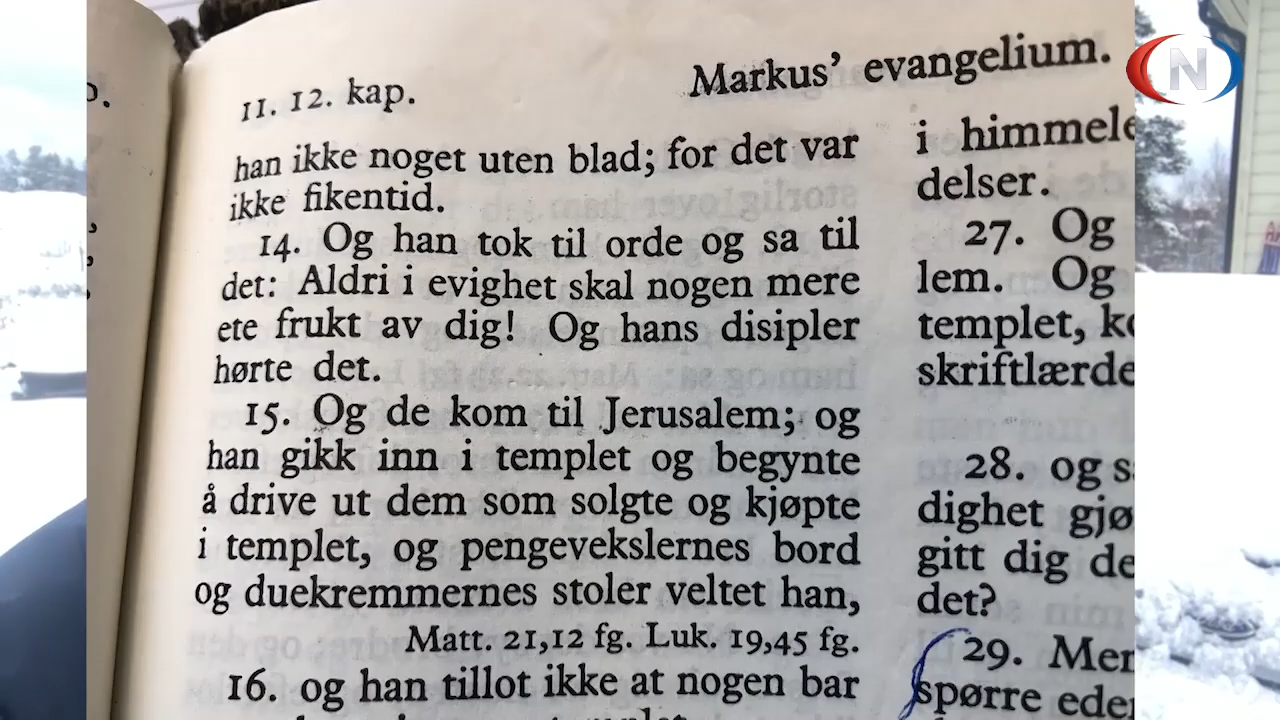 11. 12. kap.
Markus’ evangelium.
han ikke noget uten blad; for det var
ikke fikentid.
14. Og han tok til orde og sa til
det: Aldri i evighet skal nogen mere
ete frukt av dig! Og hans disipler
hørte det.
15. Og de kom til Jerusalem; og
han gikk inn i templet og begynte
å drive ut dem som solgte og kjøpte
i templet, og pengevekslernes bord
og duekremmernes stoler veltet han,
Matt. 21,12 fg. Luk. 19,45 fg.
16. og han tillot ikke at nogen bar
i himmele
delser.
27. Og
lem. Og
templet, ko
skriftlærde
28. og s
dighet gjø
gitt dig de
det?
29. Men
spørre eder
N